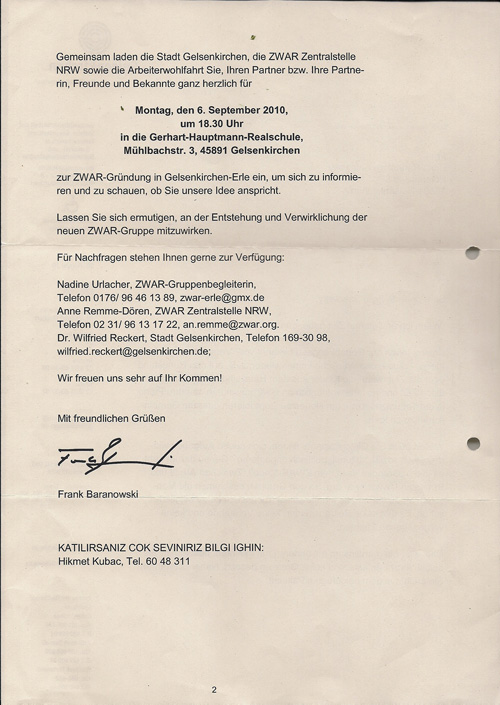 Gemeinsam laden die Stadt Gelsenkirchen, die ZWAR Zentralstelle
NRW sowie die Arbeiterwohlfahrt Sie, Ihren Partner bzw. Ihre Partne-
rin, Freunde und Bekannte ganz herzlich für
Montag, den 6. September 2010,
um 18.30 Uhr
in die Gerhart-Hauptmann-Realschule,
Mühlbachstr. 3, 45891 Gelsenkirchen
zur ZWAR-Gründung in Gelsenkirchen-Erle ein, um sich zu informie-
ren und zu schauen, ob Sie unsere Idee anspricht.
Lassen Sie sich ermutigen, an der Entstehung und Verwirklichung der
neuen ZWAR-Gruppe mitzuwirken.
Für Nachfragen stehen Ihnen gerne zur Verfügung:
Nadine Urlacher, ZWAR-Gruppenbegleiterin,
Telefon 0176/ 96 46 13 89, zwar-erle@gmx.de
Anne Remme-Dören, ZWAR Zentralstelle NRW,
Telefon 02 31/ 96 13 17 22, an.remme@zwar.org.
Dr. Wilfried Reckert, Stadt Gelsenkirchen, Telefon 169-30 98,
wilfried.reckert@gelsenkirchen.de;
Wir freuen uns sehr auf Ihr Kommen!
Mit freundlichen Grüßen
Frank Baranowski
KATILIRSANIZ COK SEVINIRIZ BILGI IGHIN:
Hikmet Kubac, Tel. 60 48 311
2